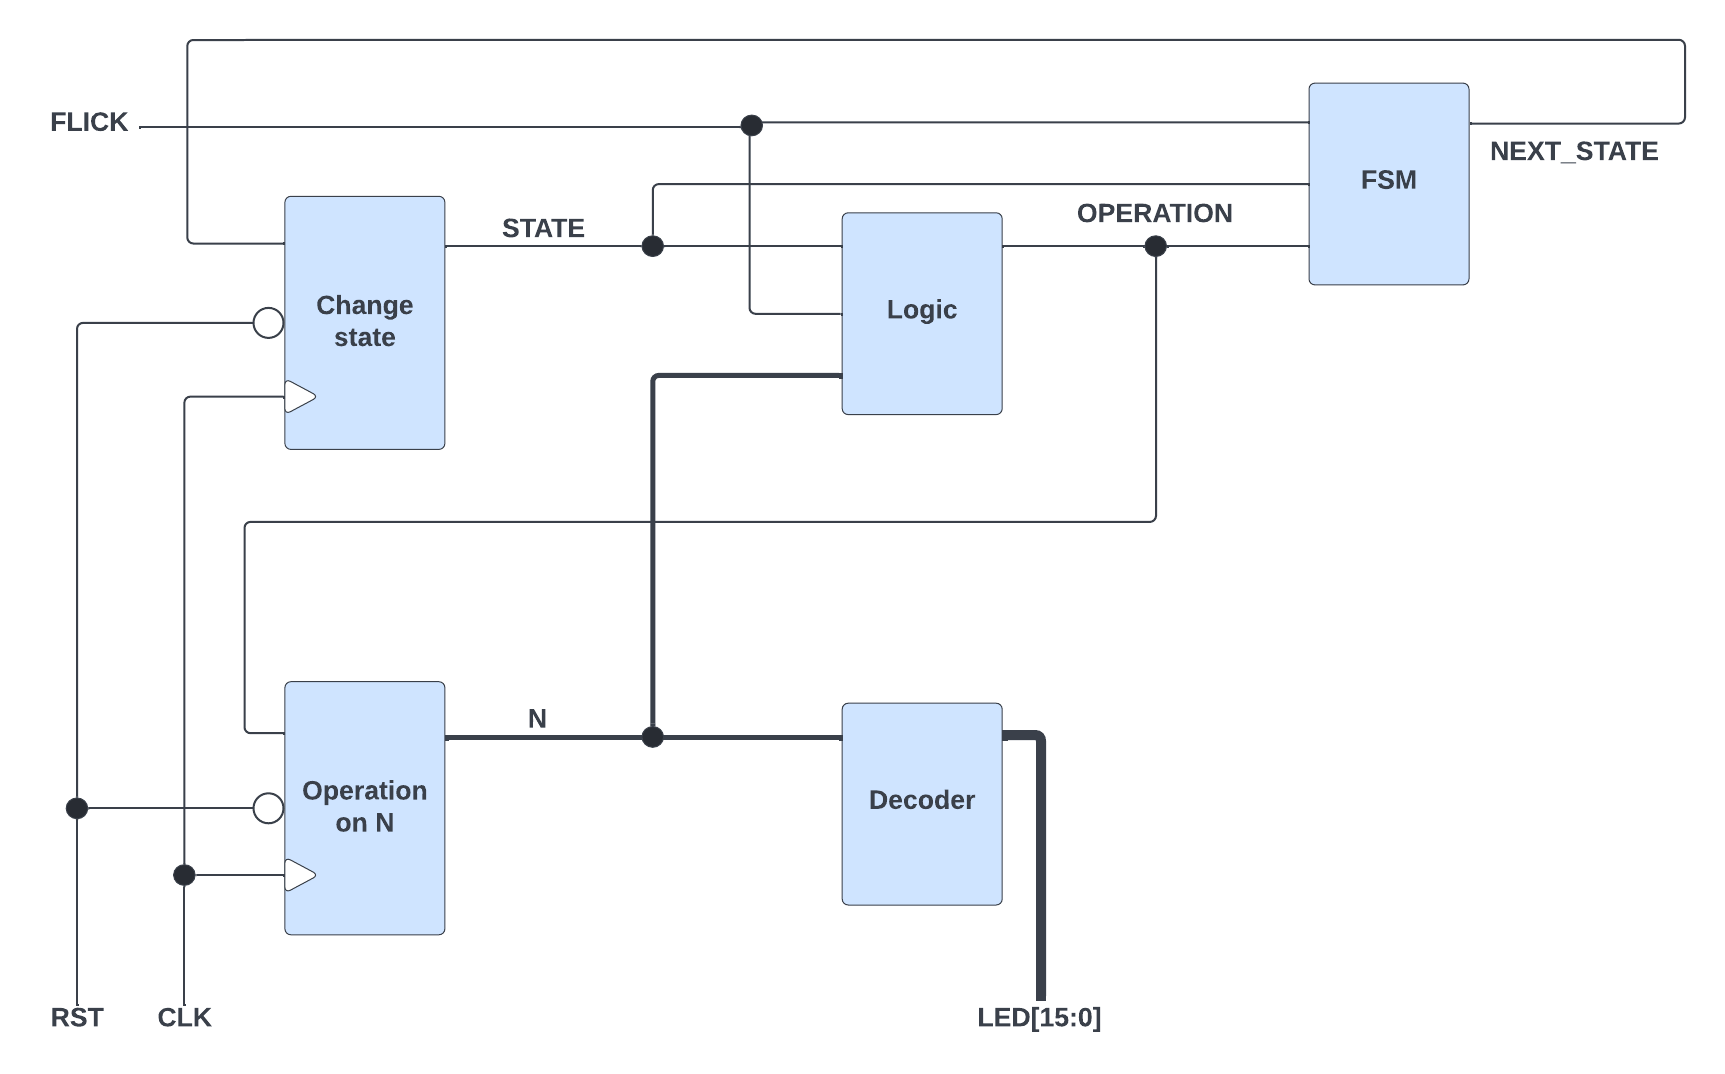 FLICK
NEXT_STATE
FSM
OPERATION
STATE
Change
state
Logic
N
Operation
on N
Decoder
RST
CLK
LED[15:0]